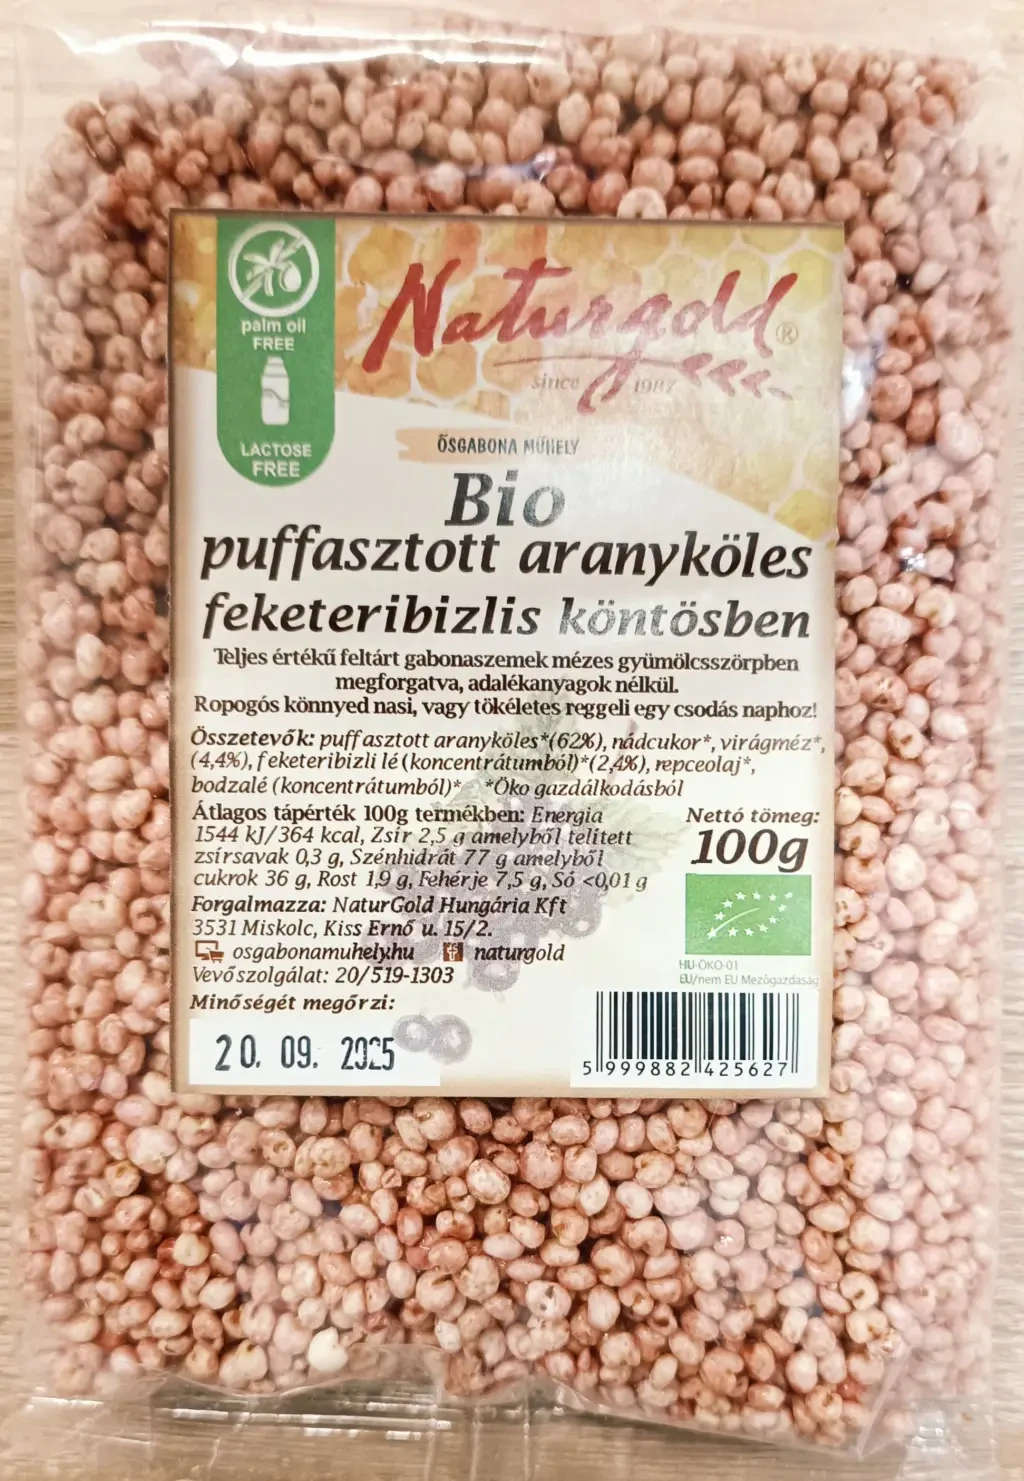 palm oil
FREE
LACTOSE
FREE
Naturgold®
since 1987
ŐSGABONA MŰHELY
Bio
puffasztott aranyköles
feketeribizlis köntösben
Teljes értékű feltárt gabonaszemek mézes gyümölcsszörpben
megforgatva, adalékanyagok nélkül.
Ropogós könnyed nasi, vagy tökéletes reggeli egy csodás naphoz!
Összetevők: puffasztott aranyköles*(62%), nádcukor*, virágméz*,
(4,4%), feketeribizli lé (koncentrátumból)*(2,4%), repceolaj*,
bodzalé (koncentrátumból)* *Öko gazdálkodásból
Átlagos tápérték 100g termékben: Energia
1544 kJ/364 kcal, Zsír 2,5 g amelyből telített
zsírsavak 0,3 g, Szénhidrát 77 g amelyből
cukrok 36 g, Rost 1,9 g, Fehérje 7,5 g, Só <0,01 g
Nettó tömeg:
100g
Forgalmazza: NaturGold Hungária Kft
3531 Miskolc, Kiss Ernő u. 15/2.
osgabonamuhely.hu naturgold
Vevőszolgálat: 20/519-1303
HU-ÖKO-01
EU/nem EU Mezőgazdaság
Minőségét megőrzi:
20. 09. 2025
5 999882 425627